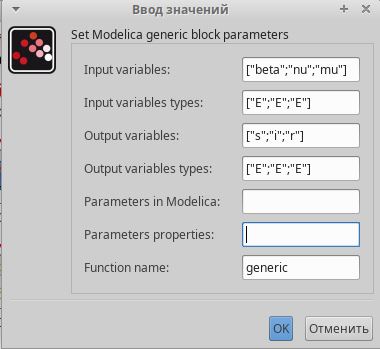 Ввод значений
Set Modelica generic block parameters
Input variables: ["beta";"nu";"mu"]
Input variables types: ["E";"E";"E"]
Output variables: ["s";"i";"r"]
Output variables types: ["E";"E";"E"]
Parameters in Modelica:
Parameters properties:
Function name: generic
OK Отменить